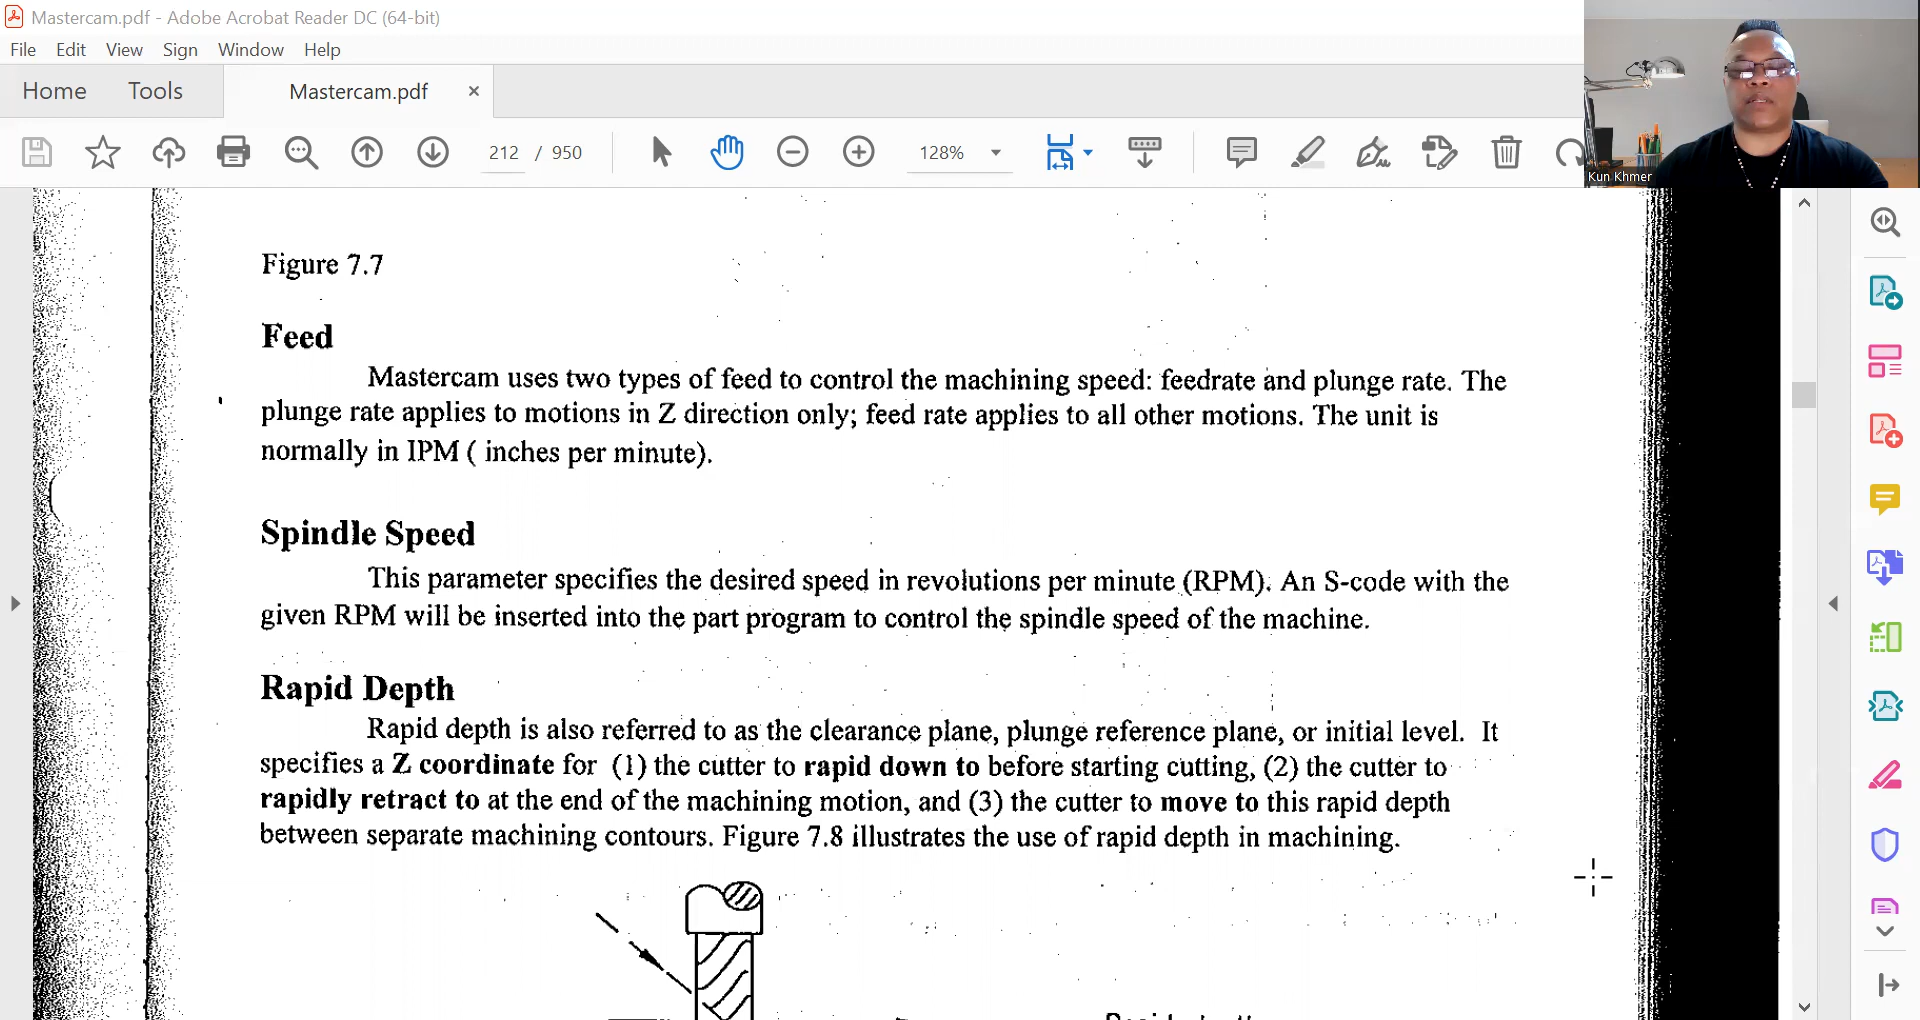 Mastercam.pdf - Adobe Acrobat Reader DC (64-bit)
File Edit View Sign Window Help
Home Tools Mastercam.pdf ×
212 / 950 128%
Kun Khmer
Figure 7.7
Feed
Mastercam uses two types of feed to control the machining speed: feedrate and plunge rate. The
plunge rate applies to motions in Z direction only; feed rate applies to all other motions. The unit is
normally in IPM ( inches per minute).
Spindle Speed
This parameter specifies the desired speed in revolutions per minute (RPM). An S-code with the
given RPM will be inserted into the part program to control the spindle speed of the machine.
Rapid Depth
Rapid depth is also referred to as the clearance plane, plunge reference plane, or initial level. It
specifies a Z coordinate for (1) the cutter to rapid down to before starting cutting, (2) the cutter to
rapidly retract to at the end of the machining motion, and (3) the cutter to move to this rapid depth
between separate machining contours. Figure 7.8 illustrates the use of rapid depth in machining.